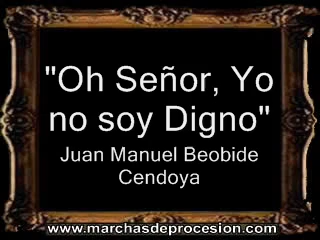 "Oh Señor, Yo
no soy Digno"
Juan Manuel Beobide
Cendoya
www.marchasdeprocesion.com